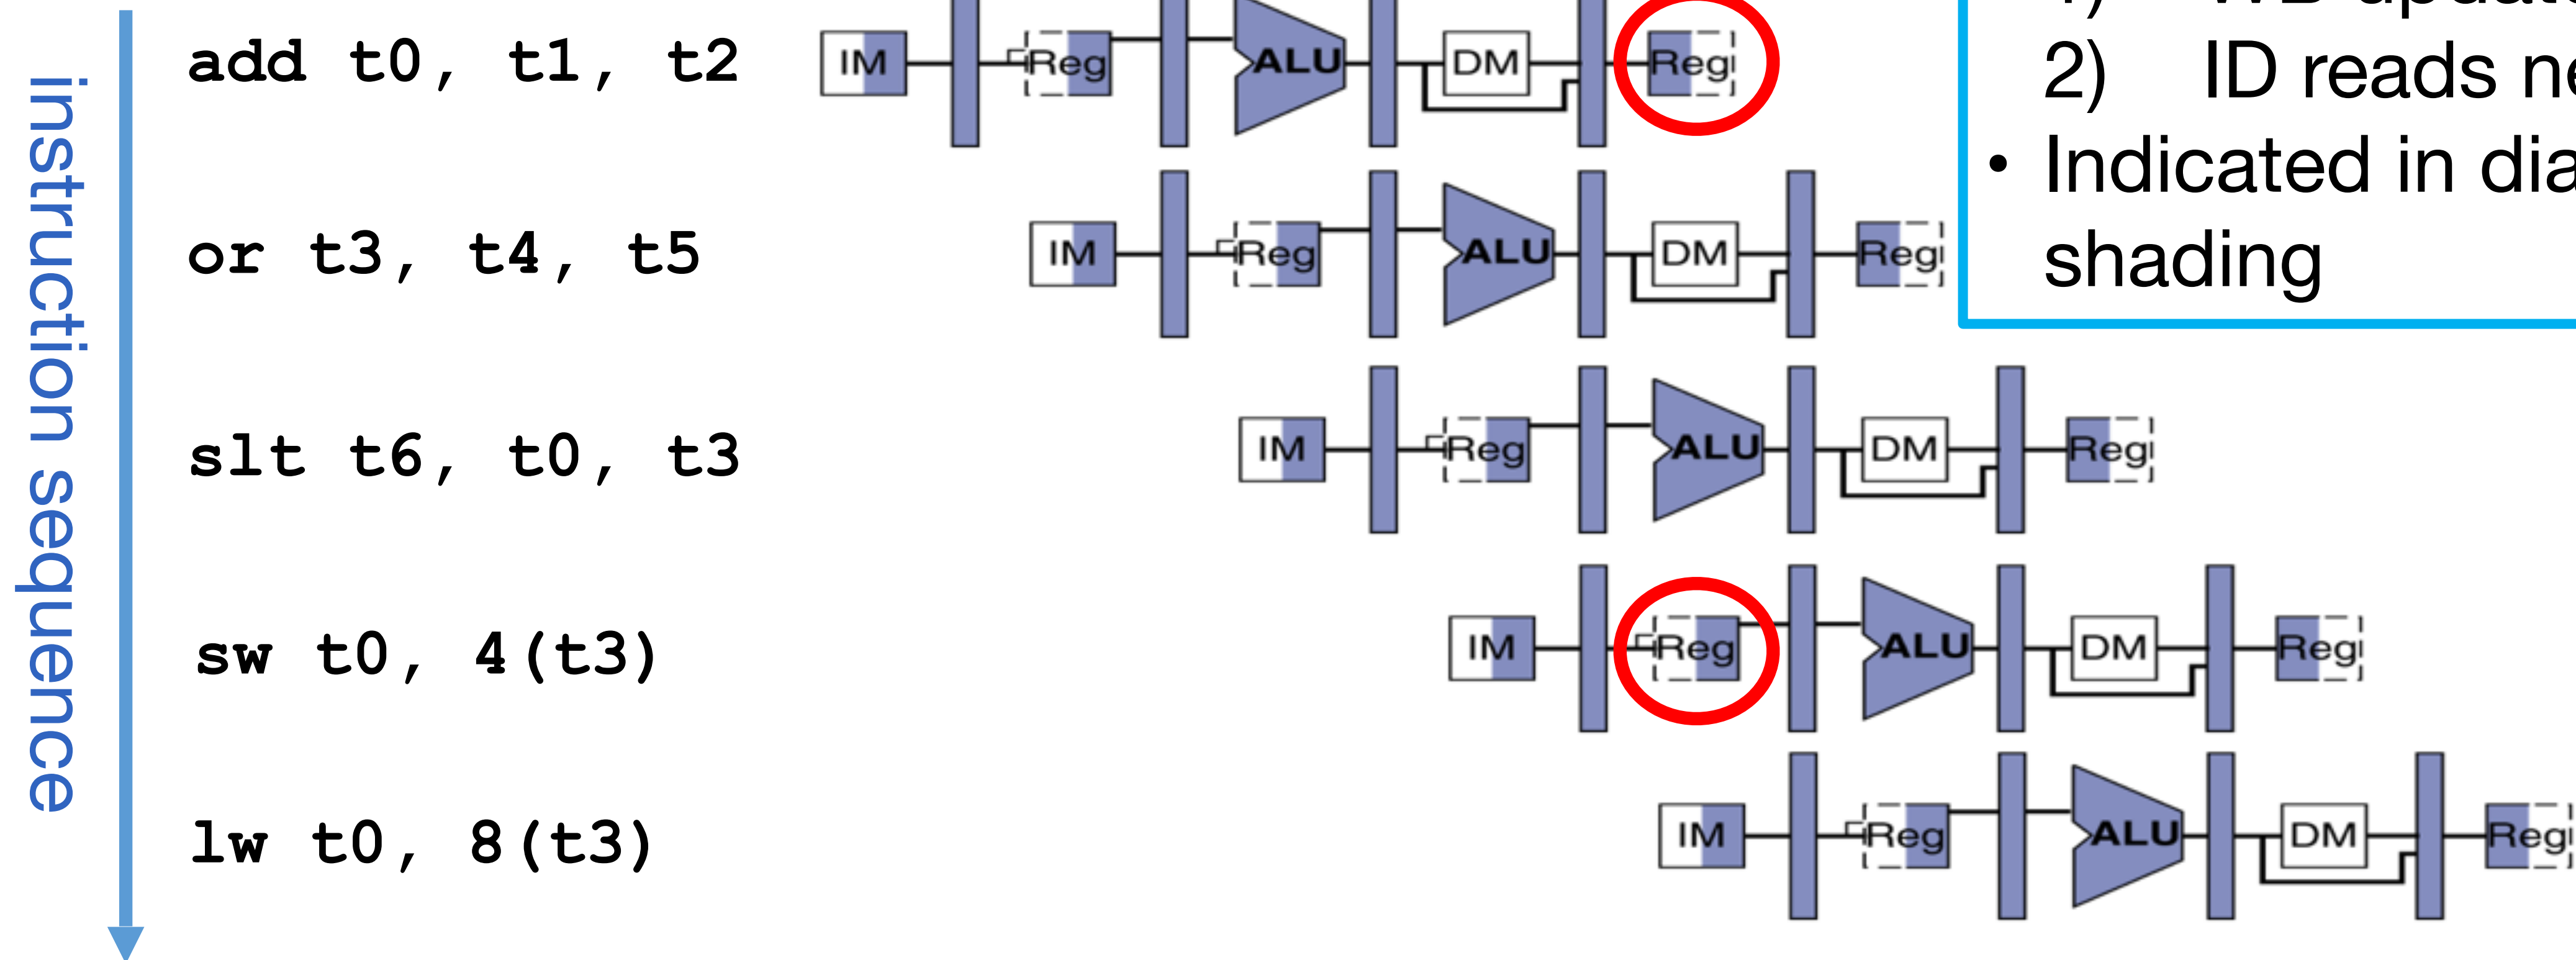 instruction sequence
add t0, t1, t2
IM Reg ALU DM Reg
2) ID reads
• Indicated in
shading
or t3, t4, t5
IM Reg ALU DM Reg
slt t6, t0, t3
IM Reg ALU DM Reg
sw t0, 4(t3)
IM Reg ALU DM Reg
lw t0, 8(t3)
IM Reg ALU DM Reg